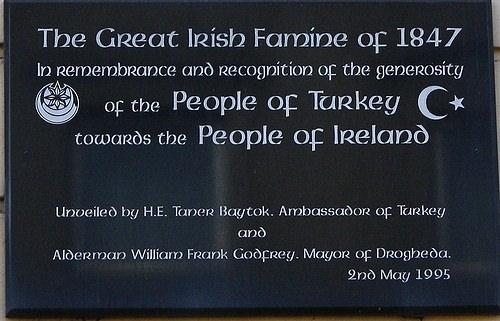 The Great Irish Famine of 1847
In remembrance and recognition of the generosity
of the People of Turkey
towards the People of Ireland
Unveiled by H.E. Taner Baytok. Ambassador of Turkey
and
Alderman William Frank Godfrey. Mayor of Drogheda.
2nd May 1995